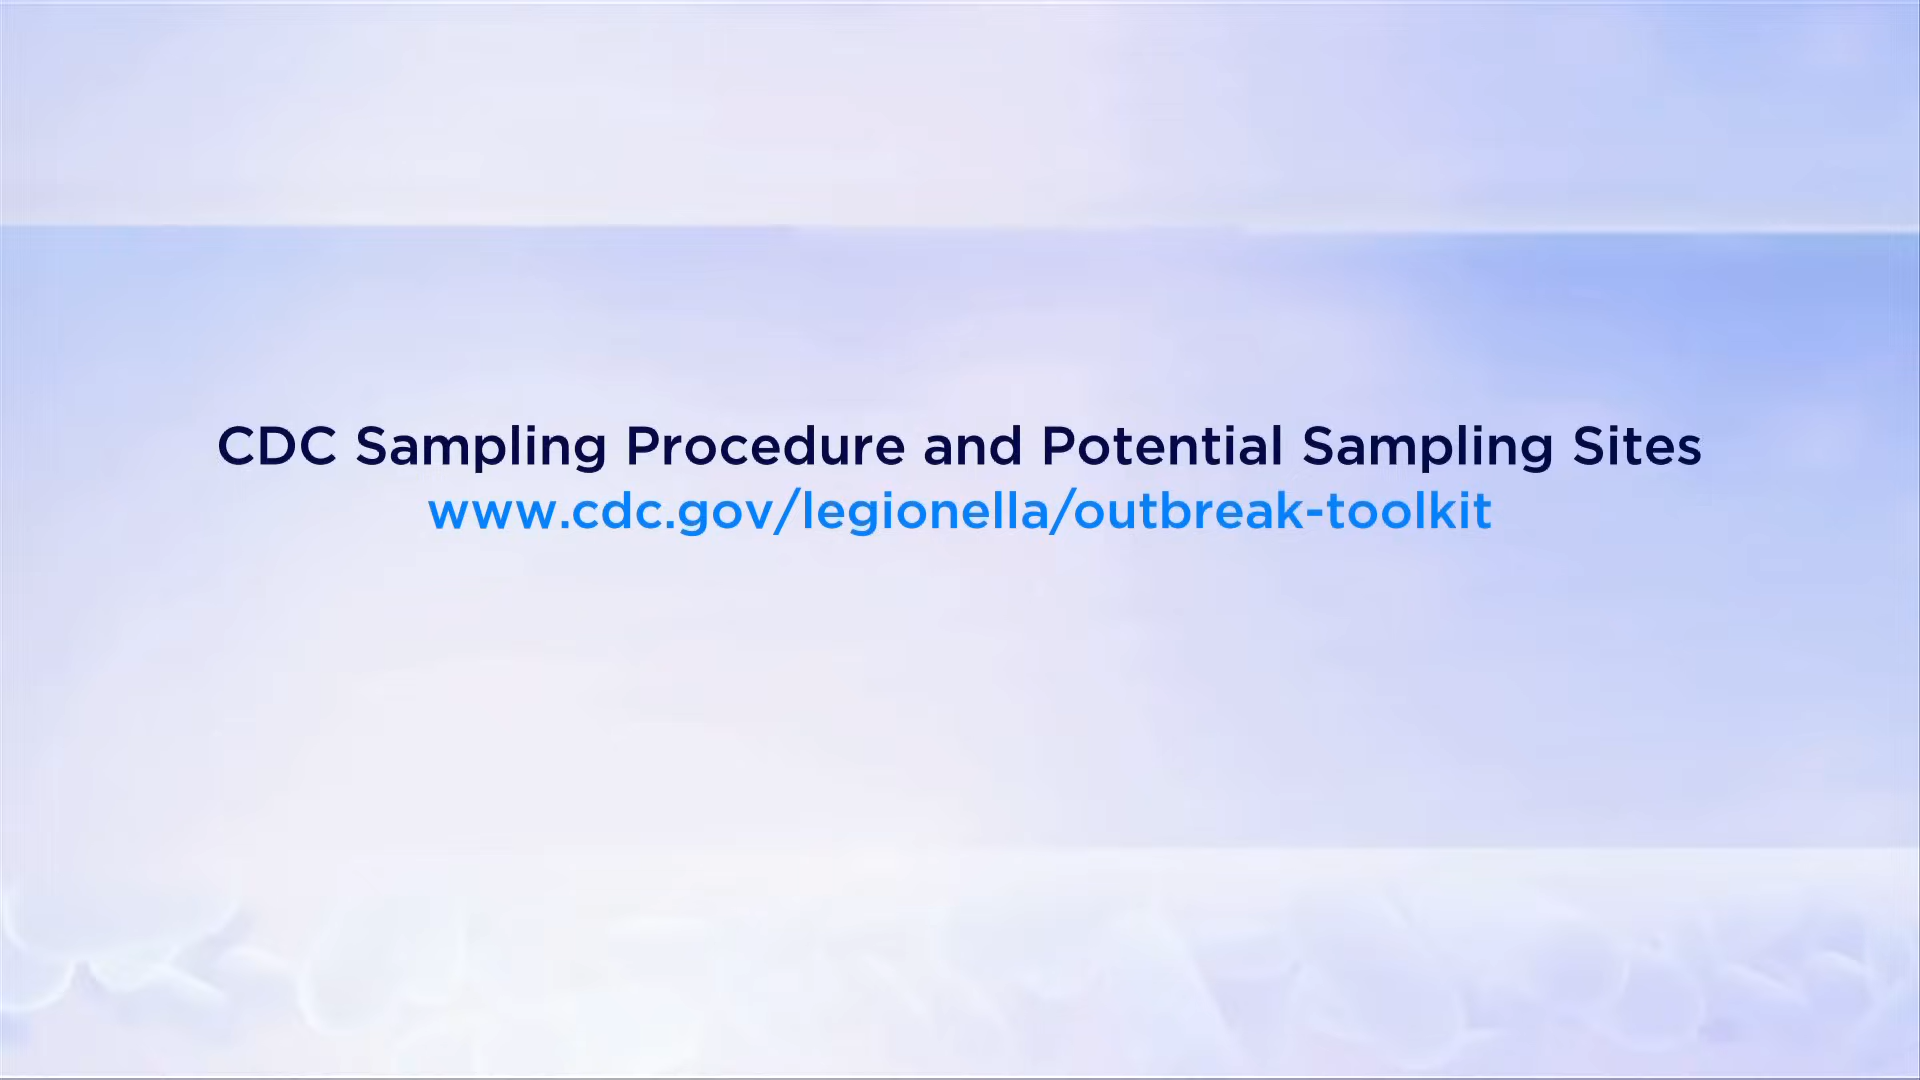 CDC Sampling Procedure and Potential Sampling Sites
www.cdc.gov/legionella/outbreak-toolkit